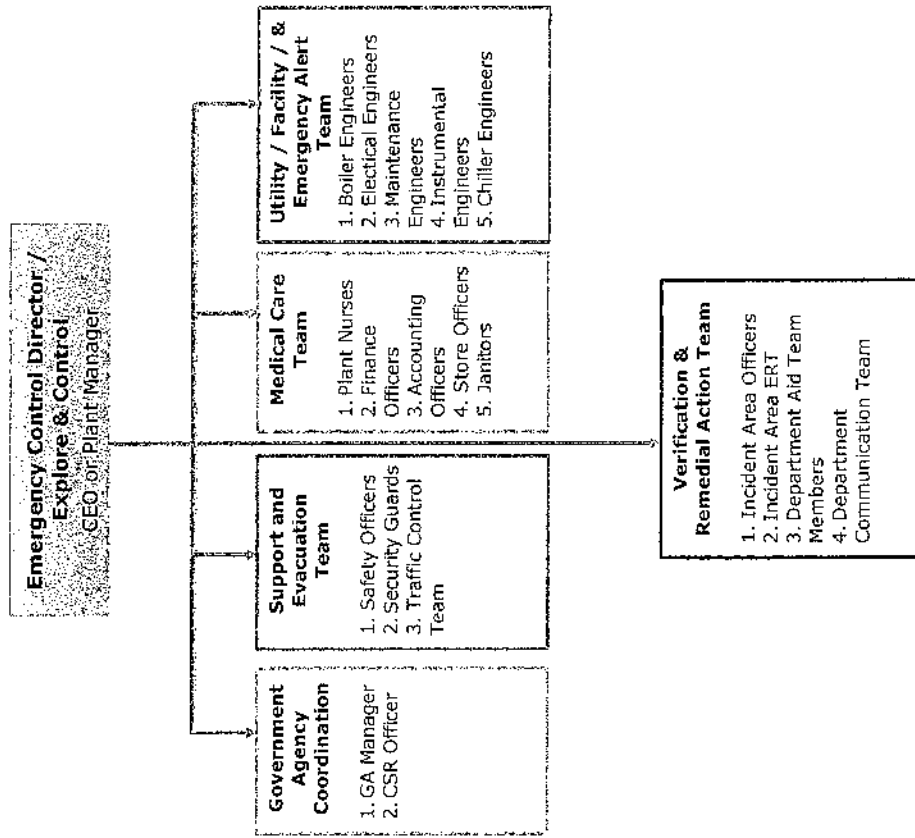 Emergency Control Director /
Explore & Control
CEO or Plant Manager
Government
Agency
Coordination
1. GA Manager
2. CSR Officer
Support and
Evacuation
Team
1. Safety Officers
2. Security Guards
3. Traffic Control
Team
Medical Care
Team
1. Plant Nurses
2. Finance
Officers
3. Accounting
Officers
4. Store Officers
5. Janitors
Utility / Facility / &
Emergency Alert
Team
1. Boiler Engineers
2. Electical Engineers
3. Maintenance
Engineers
4. Instrumental
Engineers
5. Chiller Engineers
Verification &
Remedial Action Team
1. Incident Area Officers
2. Incident Area ERT
3. Department Aid Team
Members
4. Department
Communication Team